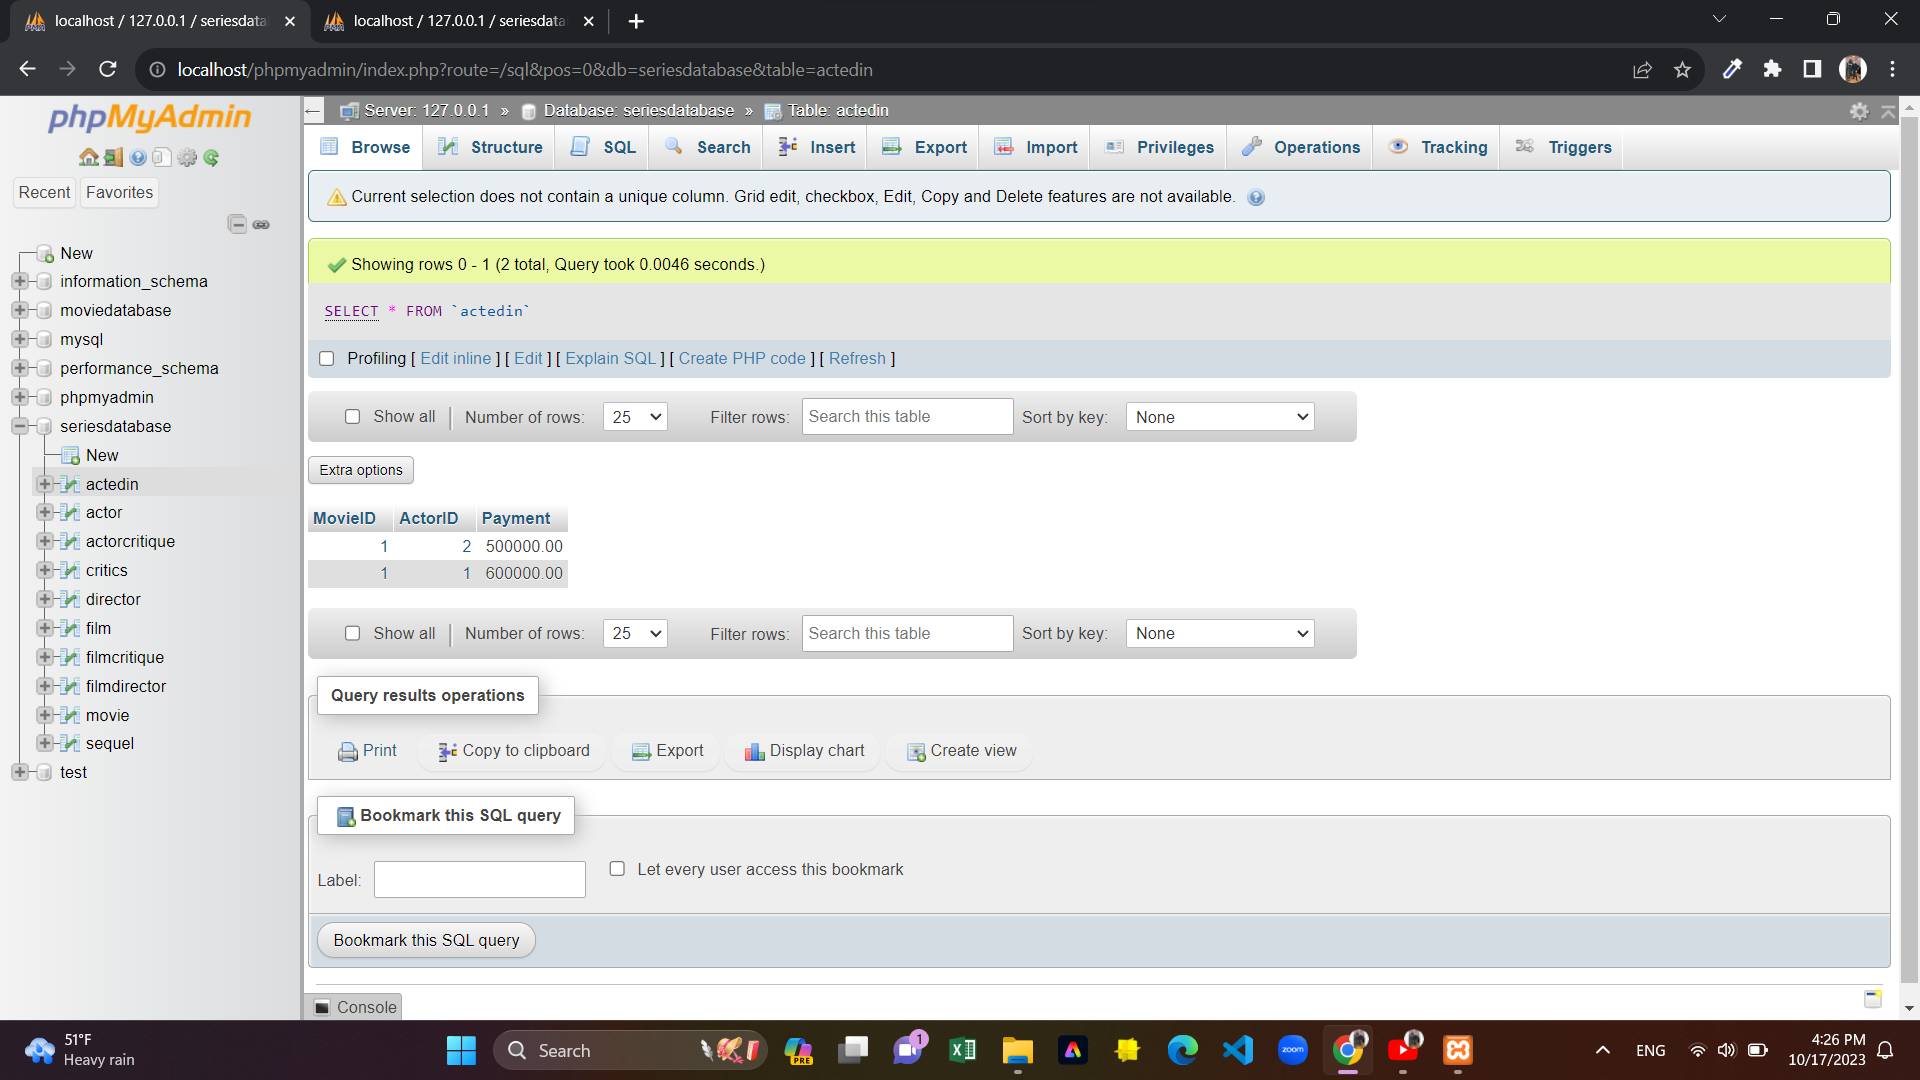 localhost / 127.0.0.1 / seriesdata
localhost / 127.0.0.1 / seriesdata
localhost/phpmyadmin/index.php?route=/sql&pos=0&db=seriesdatabase&table=actedin
phpMyAdmin
Recent
Favorites
New
information_schema
moviedatabase
mysql
performance_schema
phpmyadmin
seriesdatabase
New
actedin
actor
actorcritique
critics
director
film
filmcritique
filmdirector
movie
sequel
test
Server: 127.0.0.1 » Database: seriesdatabase » Table: actedin
Browse Structure SQL Search Insert Export Import Privileges Operations Tracking Triggers
Current selection does not contain a unique column. Grid edit, checkbox, Edit, Copy and Delete features are not available.
Showing rows 0 - 1 (2 total, Query took 0.0046 seconds.)
SELECT * FROM `actedin`
Profiling [ Edit inline ] [ Edit ] [ Explain SQL ] [ Create PHP code ] [ Refresh ]
Show all | Number of rows: 25 Filter rows: Search this table Sort by key: None
Extra options
MovieID ActorID Payment
1 2 500000.00
1 1 600000.00
Show all | Number of rows: 25 Filter rows: Search this table Sort by key: None
Query results operations
Print Copy to clipboard Export Display chart Create view
Bookmark this SQL query
Label: Let every user access this bookmark
Bookmark this SQL query
Console
51°F
Heavy rain
Search
PRE
1
zoom
ENG
4:26 PM
10/17/2023